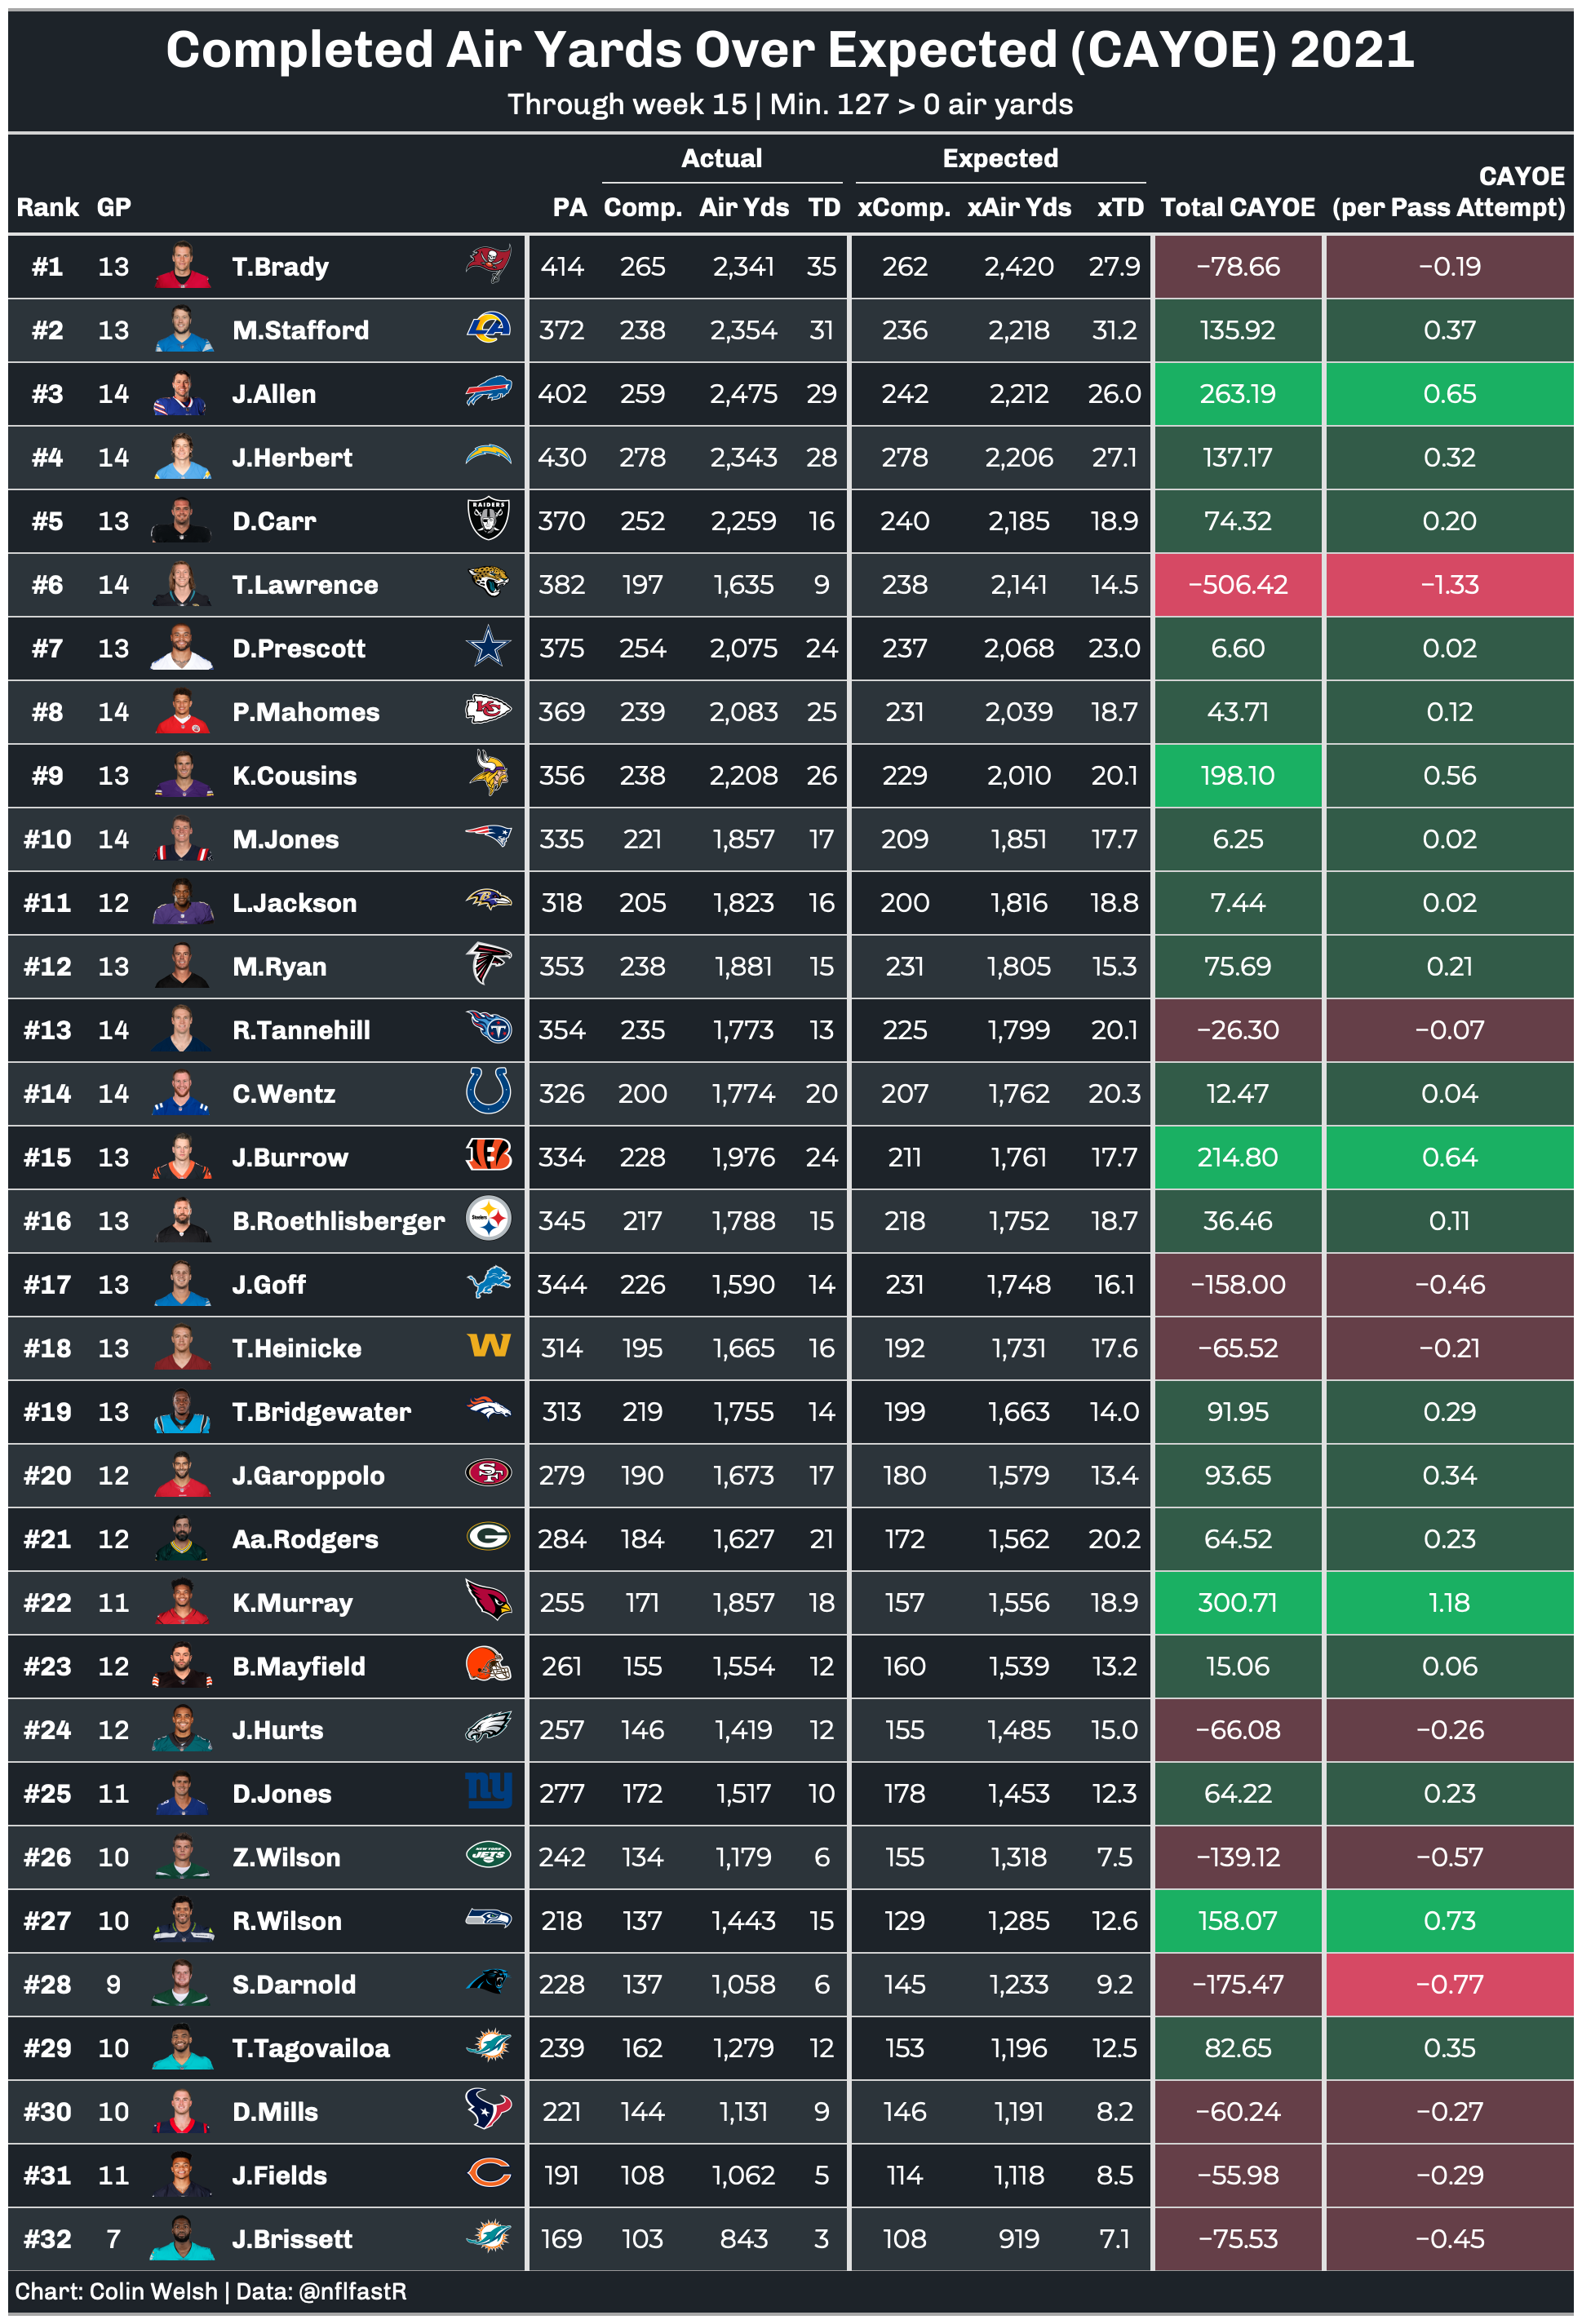 Completed Air Yards Over Expected (CAYOE) 2021
Through week 15 | Min. 127 > 0 air yards
Actual Expected CAYOE
Rank GP PA Comp. Air Yds TD xComp. xAir Yds xTD Total CAYOE (per Pass Attempt)
#1 13 T.Brady 414 265 2,341 35 262 2,420 27.9 −78.66 −0.19
#2 13 M.Stafford 372 238 2,354 31 236 2,218 31.2 135.92 0.37
#3 14 J.Allen 402 259 2,475 29 242 2,212 26.0 263.19 0.65
#4 14 J.Herbert 430 278 2,343 28 278 2,206 27.1 137.17 0.32
#5 13 D.Carr RAIDERS 370 252 2,259 16 240 2,185 18.9 74.32 0.20
#6 14 T.Lawrence 382 197 1,635 9 238 2,141 14.5 −506.42 −1.33
#7 13 D.Prescott 375 254 2,075 24 237 2,068 23.0 6.60 0.02
#8 14 P.Mahomes KC 369 239 2,083 25 231 2,039 18.7 43.71 0.12
#9 13 K.Cousins 356 238 2,208 26 229 2,010 20.1 198.10 0.56
#10 14 M.Jones 335 221 1,857 17 209 1,851 17.7 6.25 0.02
#11 12 L.Jackson B 318 205 1,823 16 200 1,816 18.8 7.44 0.02
#12 13 M.Ryan 353 238 1,881 15 231 1,805 15.3 75.69 0.21
#13 14 R.Tannehill T 354 235 1,773 13 225 1,799 20.1 −26.30 −0.07
#14 14 C.Wentz 326 200 1,774 20 207 1,762 20.3 12.47 0.04
#15 13 J.Burrow B 334 228 1,976 24 211 1,761 17.7 214.80 0.64
#16 13 B.Roethlisberger Steelers 345 217 1,788 15 218 1,752 18.7 36.46 0.11
#17 13 J.Goff 344 226 1,590 14 231 1,748 16.1 −158.00 −0.46
#18 13 T.Heinicke W 314 195 1,665 16 192 1,731 17.6 −65.52 −0.21
#19 13 T.Bridgewater 313 219 1,755 14 199 1,663 14.0 91.95 0.29
#20 12 J.Garoppolo SF 279 190 1,673 17 180 1,579 13.4 93.65 0.34
#21 12 Aa.Rodgers G 284 184 1,627 21 172 1,562 20.2 64.52 0.23
#22 11 K.Murray 255 171 1,857 18 157 1,556 18.9 300.71 1.18
#23 12 B.Mayfield 261 155 1,554 12 160 1,539 13.2 15.06 0.06
#24 12 J.Hurts 257 146 1,419 12 155 1,485 15.0 −66.08 −0.26
#25 11 D.Jones ny 277 172 1,517 10 178 1,453 12.3 64.22 0.23
#26 10 Z.Wilson NEW YORK JETS 242 134 1,179 6 155 1,318 7.5 −139.12 −0.57
#27 10 R.Wilson 218 137 1,443 15 129 1,285 12.6 158.07 0.73
#28 9 S.Darnold 228 137 1,058 6 145 1,233 9.2 −175.47 −0.77
#29 10 T.Tagovailoa 239 162 1,279 12 153 1,196 12.5 82.65 0.35
#30 10 D.Mills 221 144 1,131 9 146 1,191 8.2 −60.24 −0.27
#31 11 J.Fields C 191 108 1,062 5 114 1,118 8.5 −55.98 −0.29
#32 7 J.Brissett 169 103 843 3 108 919 7.1 −75.53 −0.45
Chart: Colin Welsh | Data: @nflfastR